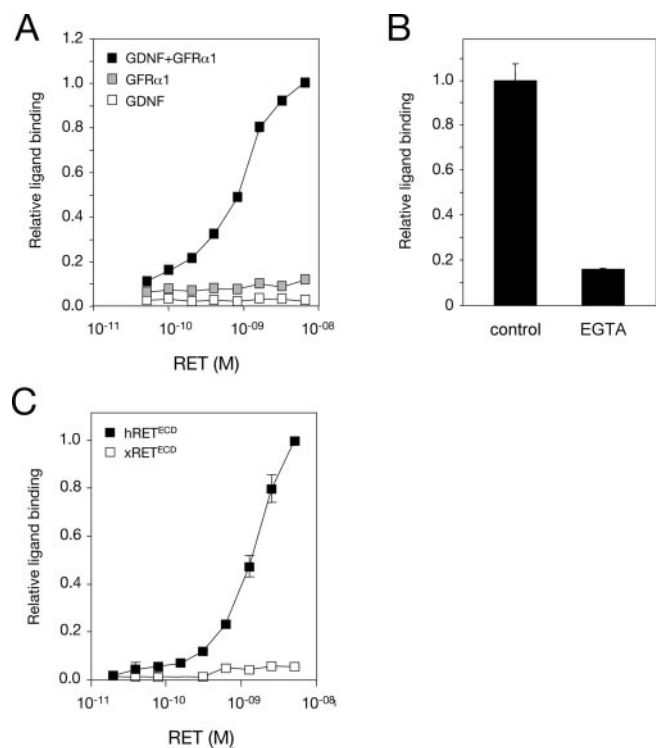 A
Relative ligand binding
1.2
1.0
0.8
0.6
0.4
0.2
0.0
GDNF+GFRα1
GFRα1
GDNF
10⁻¹¹ 10⁻¹⁰ 10⁻⁰⁹ 10⁻⁰⁸
RET (M)
B
Relative ligand binding
1.0
0.8
0.6
0.4
0.2
0
control EGTA
C
Relative ligand binding
1.0
0.8
0.6
0.4
0.2
0.0
hRETᴱᶜᴰ
xRETᴱᶜᴰ
10⁻¹¹ 10⁻¹⁰ 10⁻⁰⁹ 10⁻⁰⁸
RET (M)